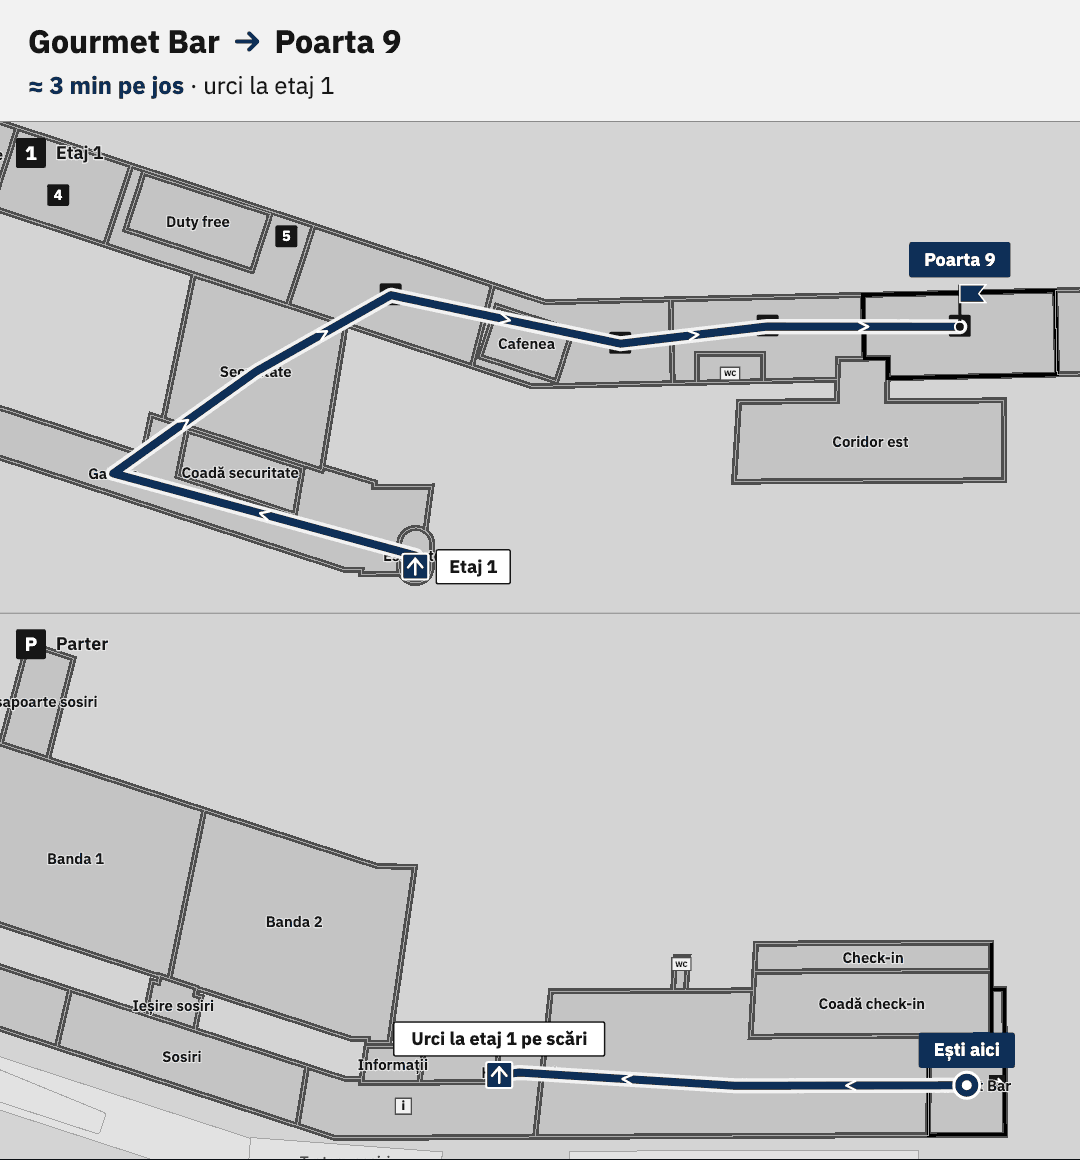 Gourmet Bar → Poarta 9
≈ 3 min pe jos · urci la etaj 1
1 Etaj 1
4
Duty free
5
Poarta 9
Cafenea
Securitate
WC
Coridor est
Coadă securitate
Etaj 1
P Parter
sosiri
Banda 1
Banda 2
WC
Check-in
Coadă check-in
Ieșire sosiri
Urci la etaj 1 pe scări
Ești aici
Sosiri
Informații
Bar
i